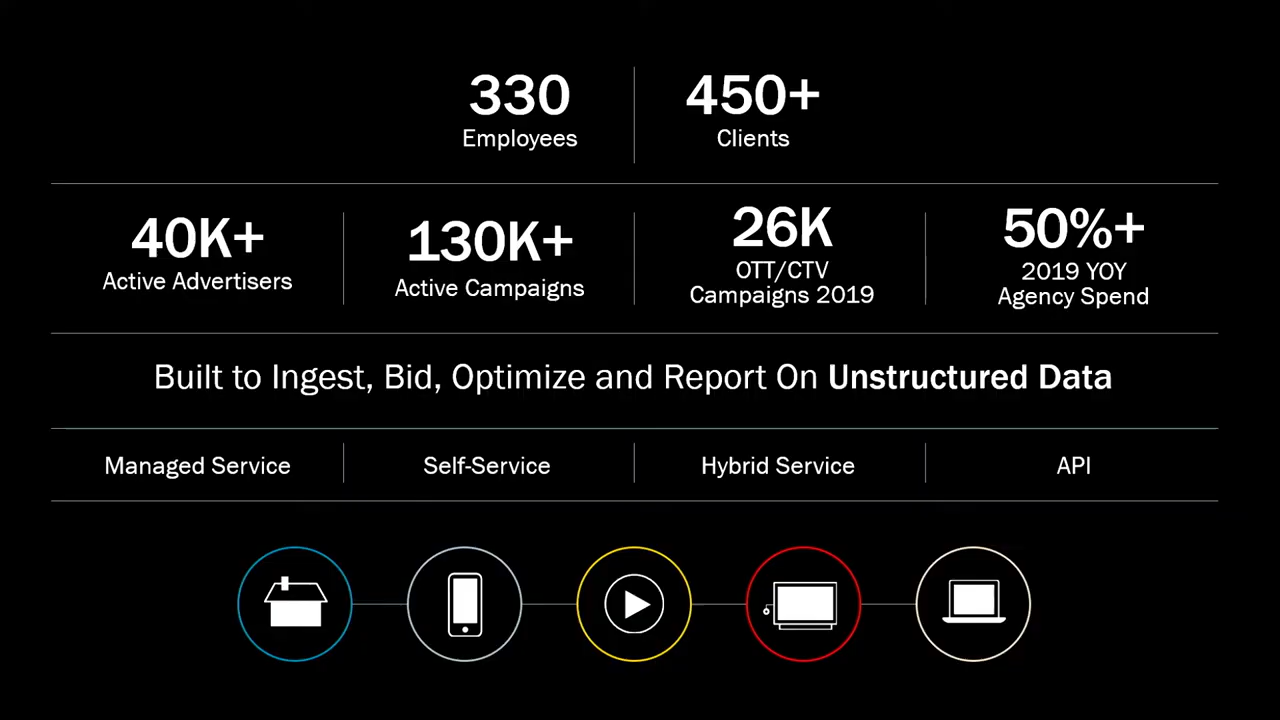 330
Employees
450+
Clients
40K+
Active Advertisers
130K+
Active Campaigns
26K
OTT/CTV
Campaigns 2019
50%+
2019 YOY
Agency Spend
Built to Ingest, Bid, Optimize and Report On Unstructured Data
Managed Service
Self-Service
Hybrid Service
API